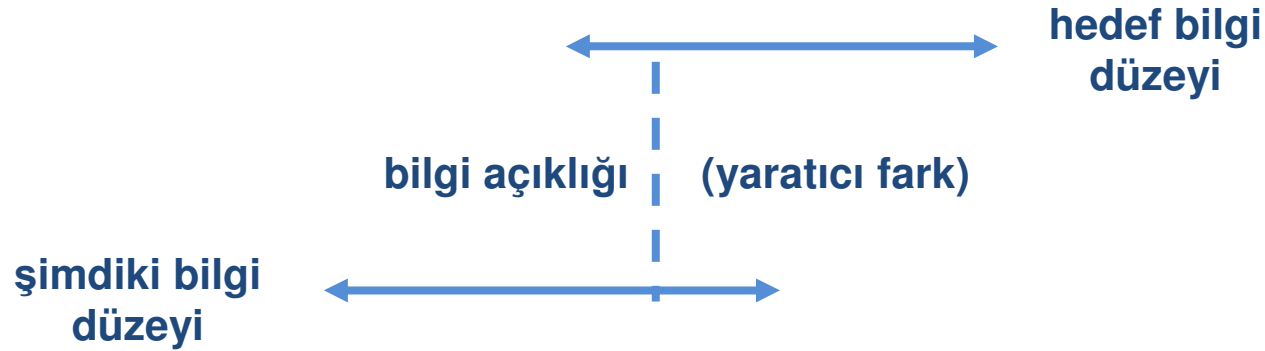 hedef bilgi
düzeyi
bilgi açıklığı (yaratıcı fark)
şimdiki bilgi
düzeyi